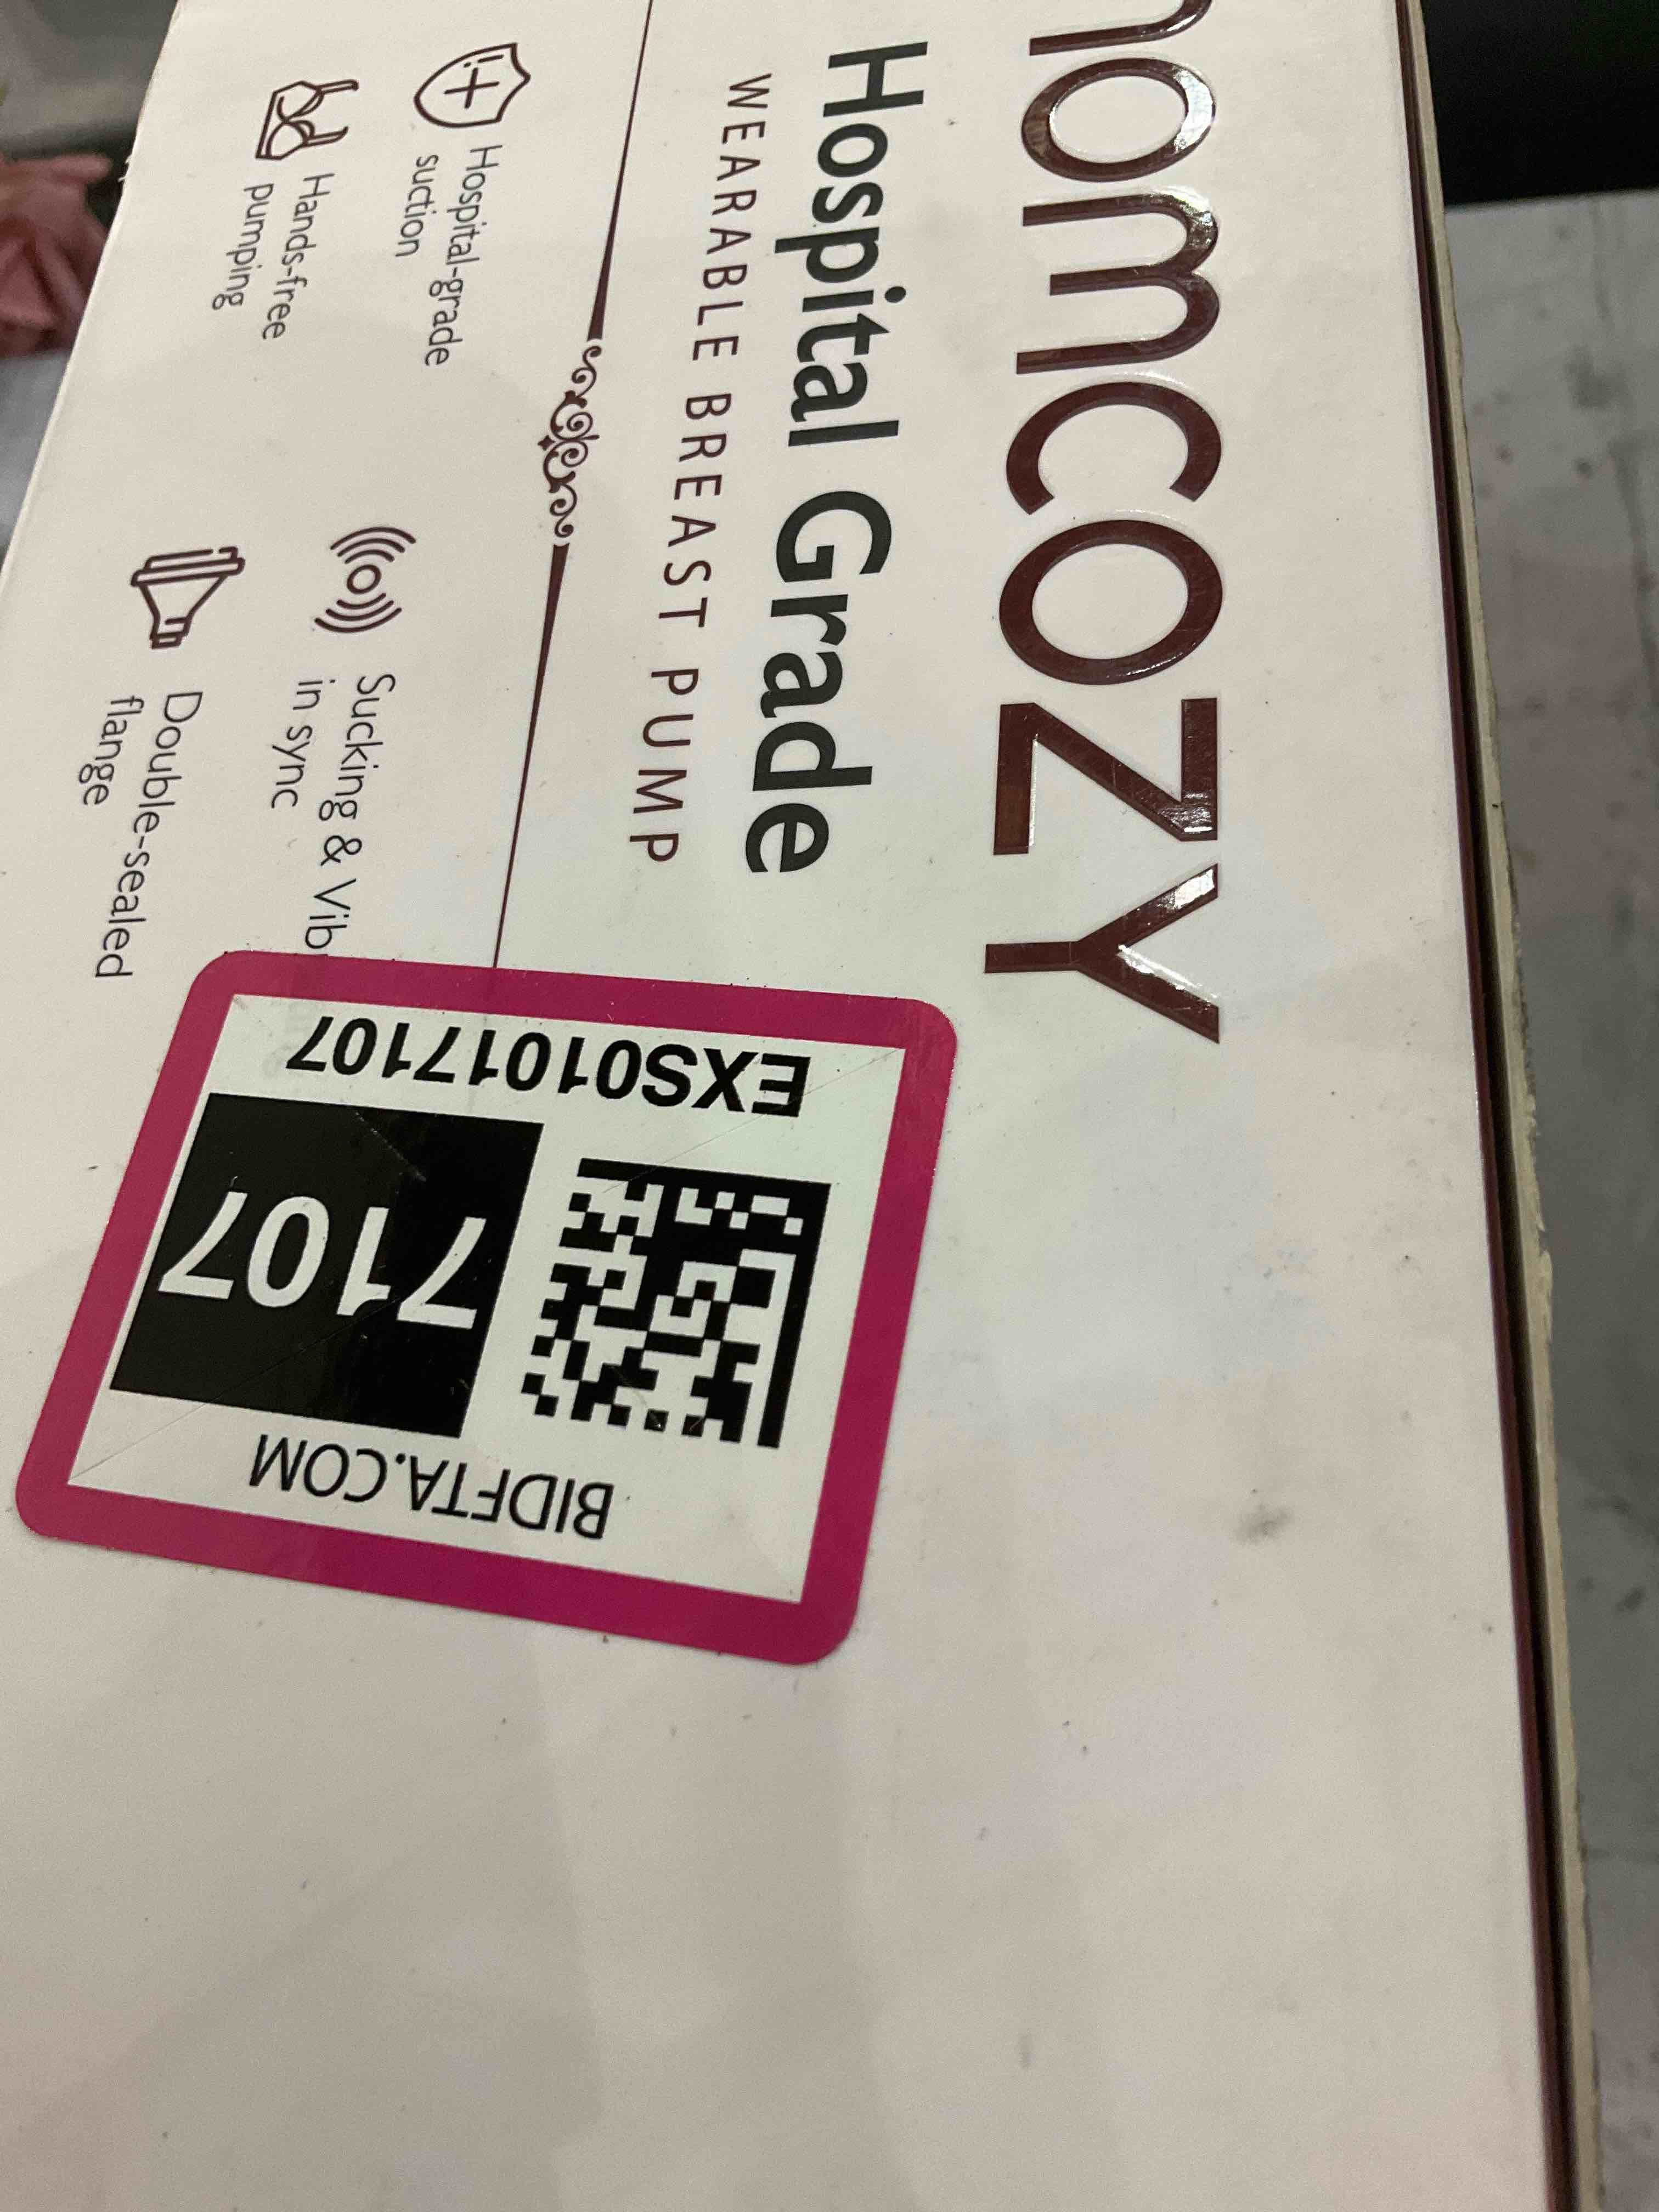 homcozy
Hospital Grade
WEARABLE BREAST PUMP
Hospital-grade
suction
Sucking & Vib
in sync
Hands-free
pumping
Double-sealed
flange
EXS01017107
7107
BIDFTA.COM